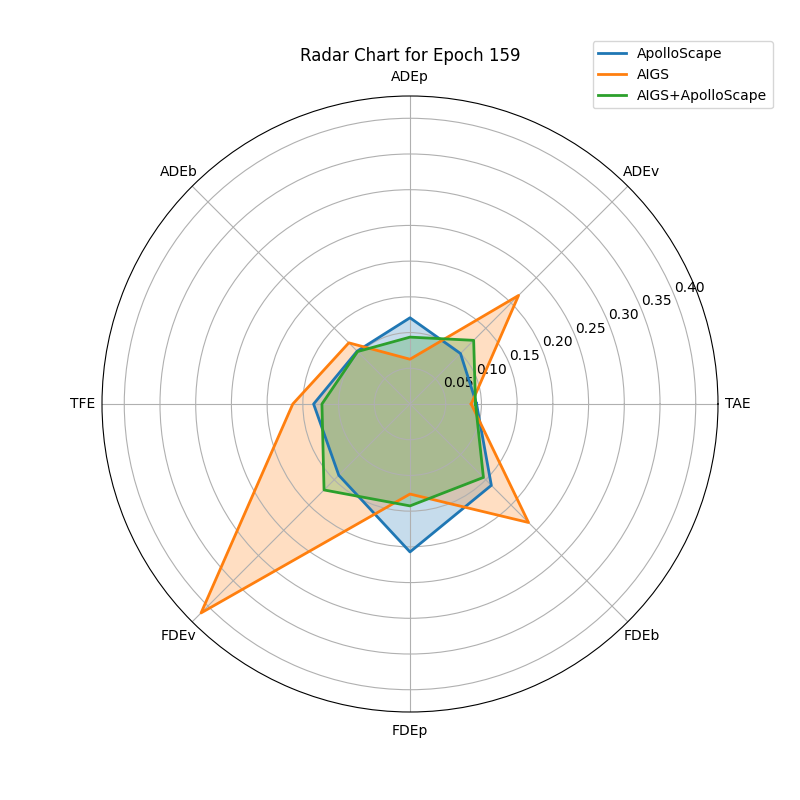 Radar Chart for Epoch 159
ApolloScape
AIGS
AIGS+ApolloScape
ADEp
ADEb
ADEv
0.40
0.35
0.30
0.25
0.20
0.15
0.10
0.05
TFE
TAE
FDEv
FDEb
FDEp